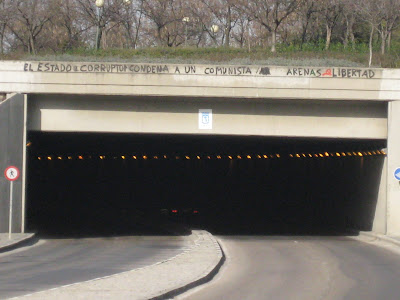 EL ESTADO CORRUPTO CONDENA A UN COMUNISTA ARENAS LIBERTAD